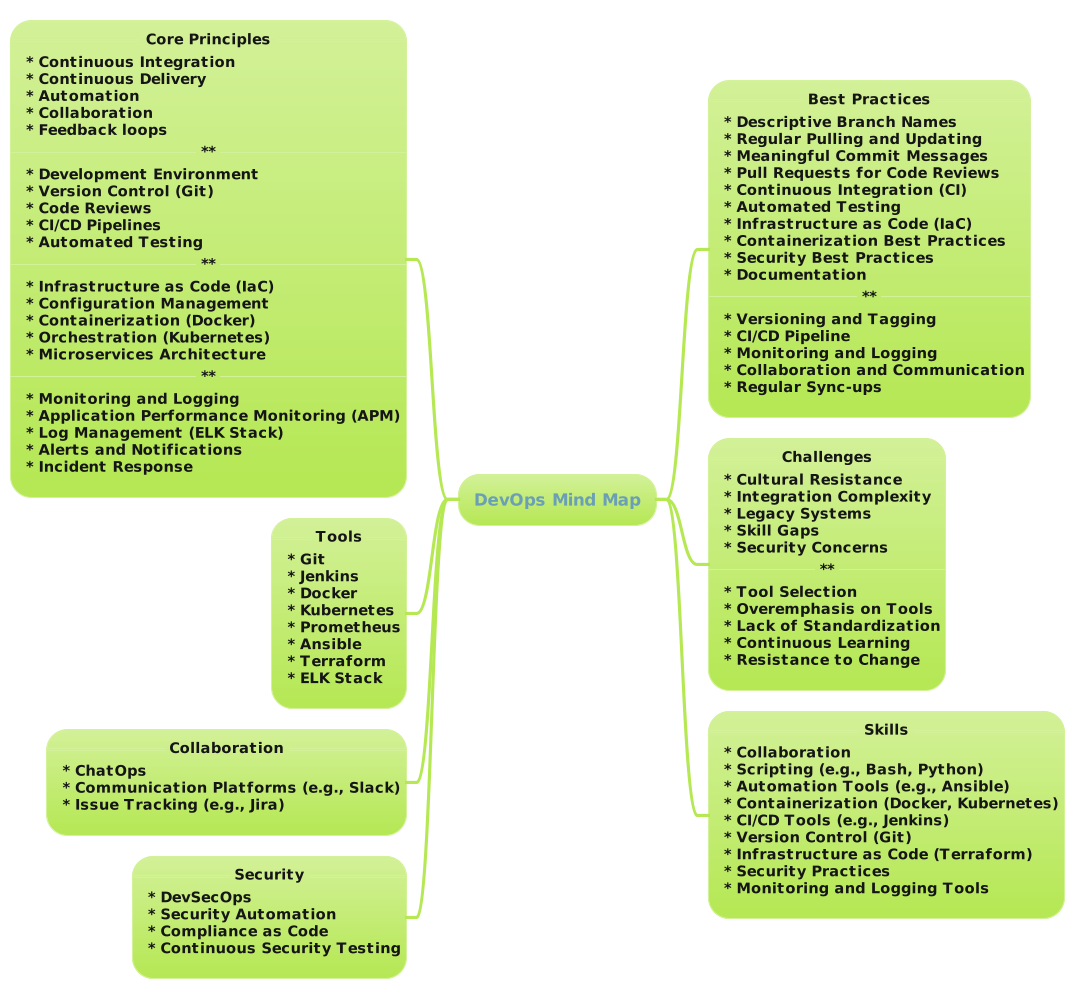 Core Principles
* Continuous Integration
* Continuous Delivery
* Automation
* Collaboration
* Feedback loops
**
* Development Environment
* Version Control (Git)
* Code Reviews
* CI/CD Pipelines
* Automated Testing
**
* Infrastructure as Code (IaC)
* Configuration Management
* Containerization (Docker)
* Orchestration (Kubernetes)
* Microservices Architecture
**
* Monitoring and Logging
* Application Performance Monitoring (APM)
* Log Management (ELK Stack)
* Alerts and Notifications
* Incident Response
Tools
* Git
* Jenkins
* Docker
* Kubernetes
* Prometheus
* Ansible
* Terraform
* ELK Stack
Collaboration
* ChatOps
* Communication Platforms (e.g., Slack)
* Issue Tracking (e.g., Jira)
Security
* DevSecOps
* Security Automation
* Compliance as Code
* Continuous Security Testing
DevOps Mind Map
Best Practices
* Descriptive Branch Names
* Regular Pulling and Updating
* Meaningful Commit Messages
* Pull Requests for Code Reviews
* Continuous Integration (CI)
* Automated Testing
* Infrastructure as Code (IaC)
* Containerization Best Practices
* Security Best Practices
* Documentation
**
* Versioning and Tagging
* CI/CD Pipeline
* Monitoring and Logging
* Collaboration and Communication
* Regular Sync-ups
Challenges
* Cultural Resistance
* Integration Complexity
* Legacy Systems
* Skill Gaps
* Security Concerns
**
* Tool Selection
* Overemphasis on Tools
* Lack of Standardization
* Continuous Learning
* Resistance to Change
Skills
* Collaboration
* Scripting (e.g., Bash, Python)
* Automation Tools (e.g., Ansible)
* Containerization (Docker, Kubernetes)
* CI/CD Tools (e.g., Jenkins)
* Version Control (Git)
* Infrastructure as Code (Terraform)
* Security Practices
* Monitoring and Logging Tools